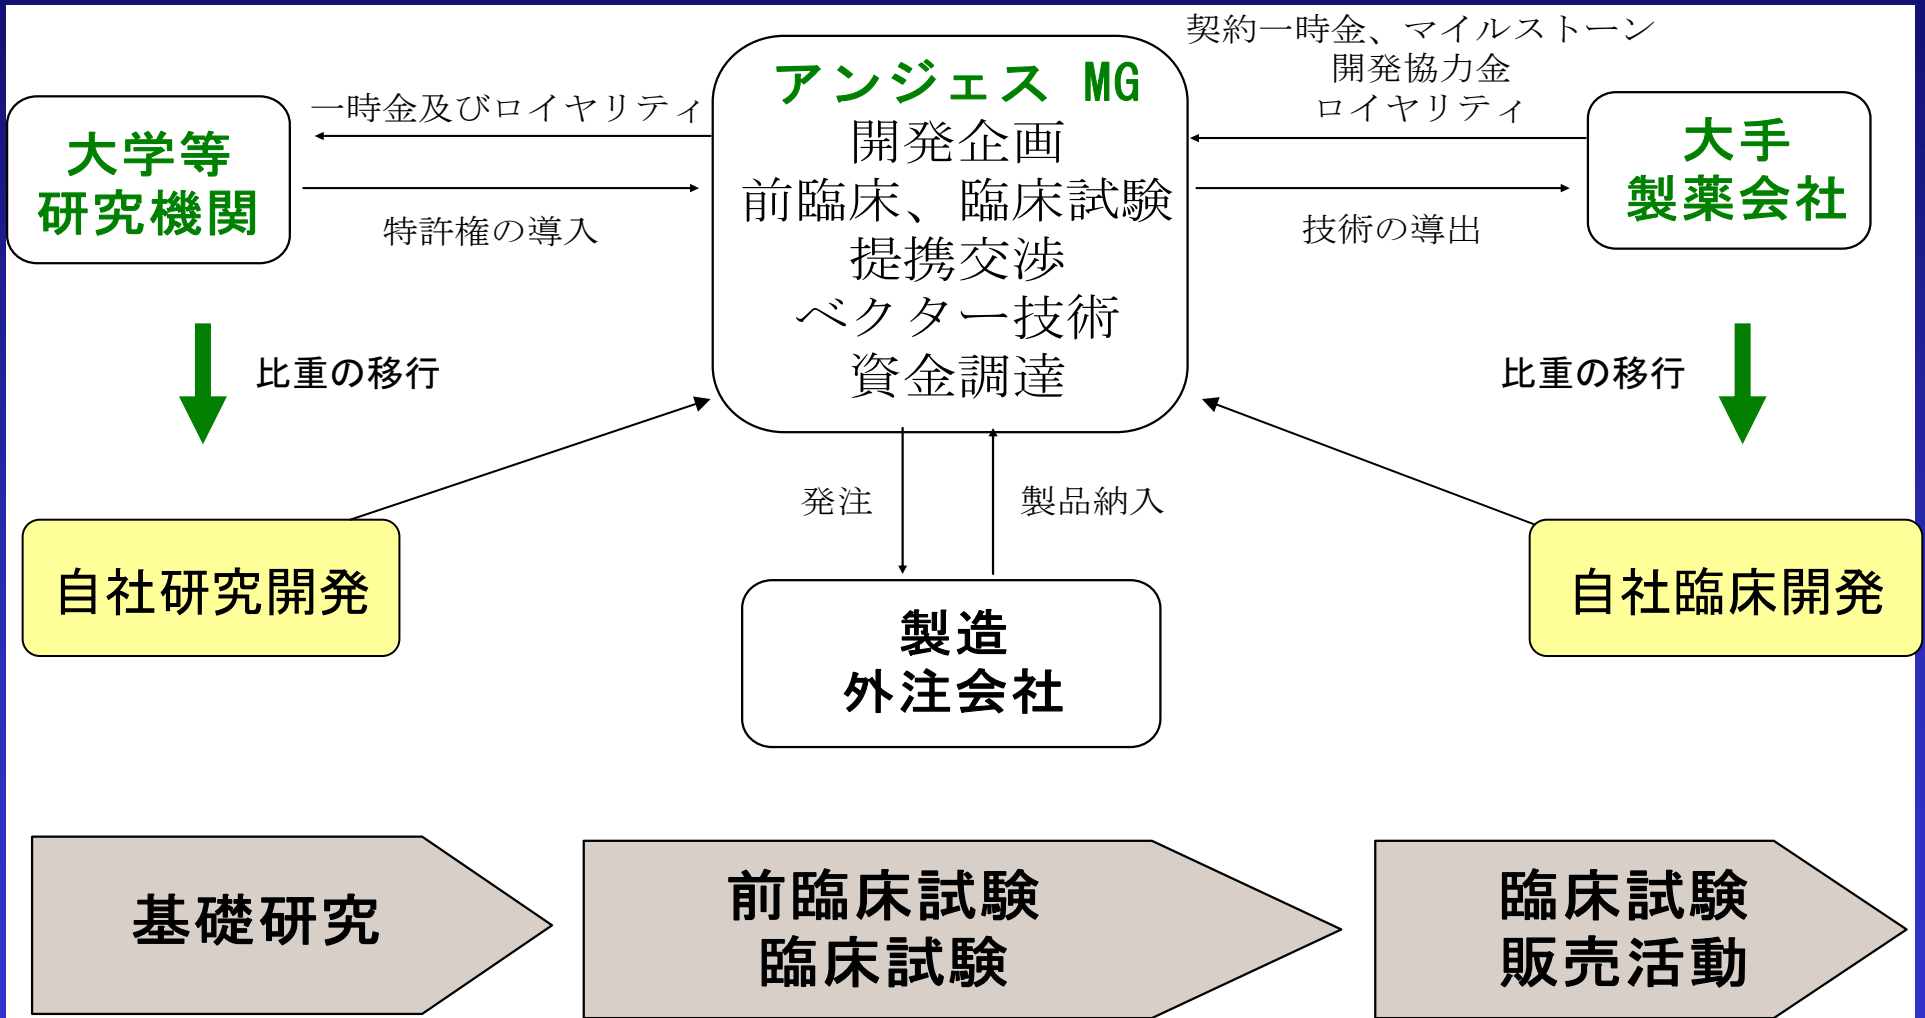 契約一時金、マイルストーン
開発協力金
ロイヤリティ
アンジェス MG
開発企画
前臨床、臨床試験
提携交渉
ベクター技術
資金調達
一時金及びロイヤリティ
大学等
研究機関
特許権の導入
大手
製薬会社
技術の導出
比重の移行
比重の移行
発注
製品納入
自社研究開発
自社臨床開発
製造
外注会社
基礎研究
前臨床試験
臨床試験
臨床試験
販売活動